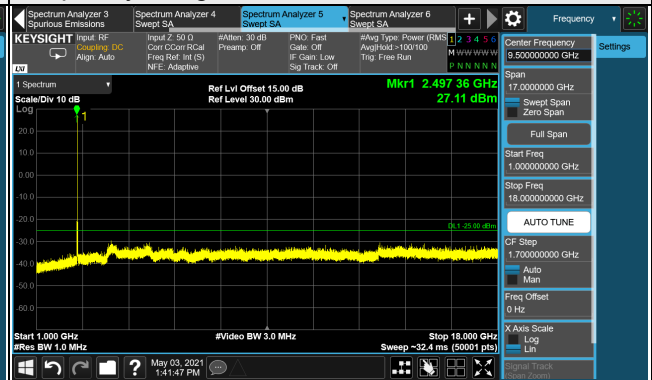 Spectrum Analyzer 3
Spurious Emissions
Spectrum Analyzer 4
Swept SA
Spectrum Analyzer 5
Swept SA
Spectrum Analyzer 6
Swept SA
Frequency
KEYSIGHT
LXI
Input: RF
Coupling: DC
Align: Auto
Input Z: 50 Ω
Corr CCorr RCal
Freq Ref: Int (S)
NFE: Adaptive
#Atten: 30 dB
Preamp: Off
PNO: Fast
Gate: Off
IF Gain: Low
Sig Track: Off
#Avg Type: Power (RMS
Avg|Hold:>100/100
Trig: Free Run
1 2 3 4 5 6
M W W W W W
P N N N N N
1 Spectrum
Scale/Div 10 dB
Log
Ref Lvl Offset 15.00 dB
Ref Level 30.00 dBm
Mkr1 2.497 36 GHz
27.11 dBm
1
20.0
10.0
0.00
-10.0
-20.0
-30.0
-40.0
-50.0
-60.0
DL1 -25.00 dBm
Start 1.000 GHz
#Res BW 1.0 MHz
#Video BW 3.0 MHz
Stop 18.000 GHz
Sweep ~32.4 ms (50001 pts)
Center Frequency
9.500000000 GHz
Span
17.0000000 GHz
Swept Span
Zero Span
Full Span
Start Freq
1.000000000 GHz
Stop Freq
18.00000000 GHz
AUTO TUNE
CF Step
1.70000000 GHz
Auto
Man
Freq Offset
0 Hz
X Axis Scale
Log
Lin
Signal Track
(Span Zoom)
Settings
May 03, 2021
1:41:47 PM